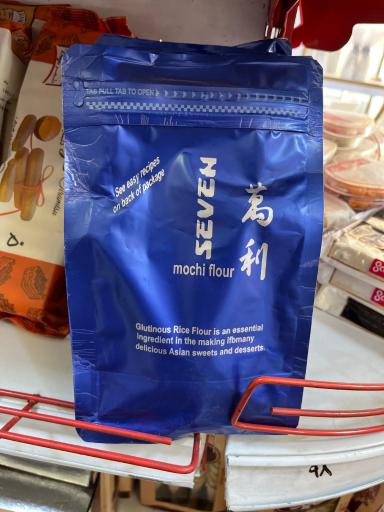 TAB PULL TAB TO OPEN
See easy recipes
on back of package
SEVEN
萬利
mochi flour
Glutinous Rice Flour is an essential
ingredient in the making ifbmany
delicious Asian sweets and desserts.
D.
9X